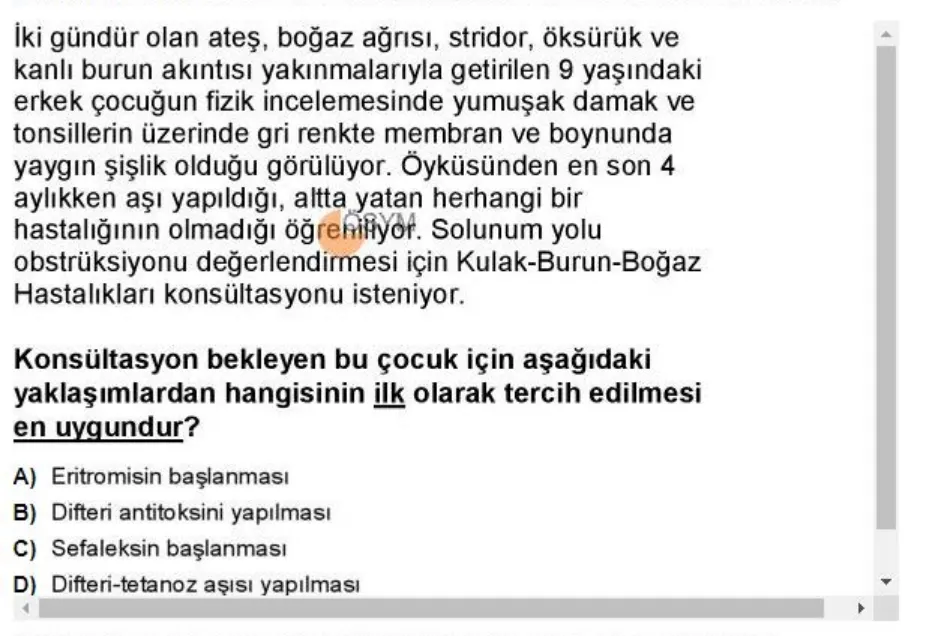 İki gündür olan ateş, boğaz ağrısı, stridor, öksürük ve
kanlı burun akıntısı yakınmalarıyla getirilen 9 yaşındaki
erkek çocuğun fizik incelemesinde yumuşak damak ve
tonsillerin üzerinde gri renkte membran ve boynunda
yaygın şişlik olduğu görülüyor. Öyküsünden en son 4
aylıkken aşı yapıldığı, altta yatan herhangi bir
ÖSYM
hastalığının olmadığı öğreniliyor. Solunum yolu
obstrüksiyonu değerlendirmesi için Kulak-Burun-Boğaz
Hastalıkları konsültasyonu isteniyor.
Konsültasyon bekleyen bu çocuk için aşağıdaki
yaklaşımlardan hangisinin ilk olarak tercih edilmesi
en uygundur?
A) Eritromisin başlanması
B) Difteri antitoksini yapılması
C) Sefaleksin başlanması
D) Difteri-tetanoz aşısı yapılması